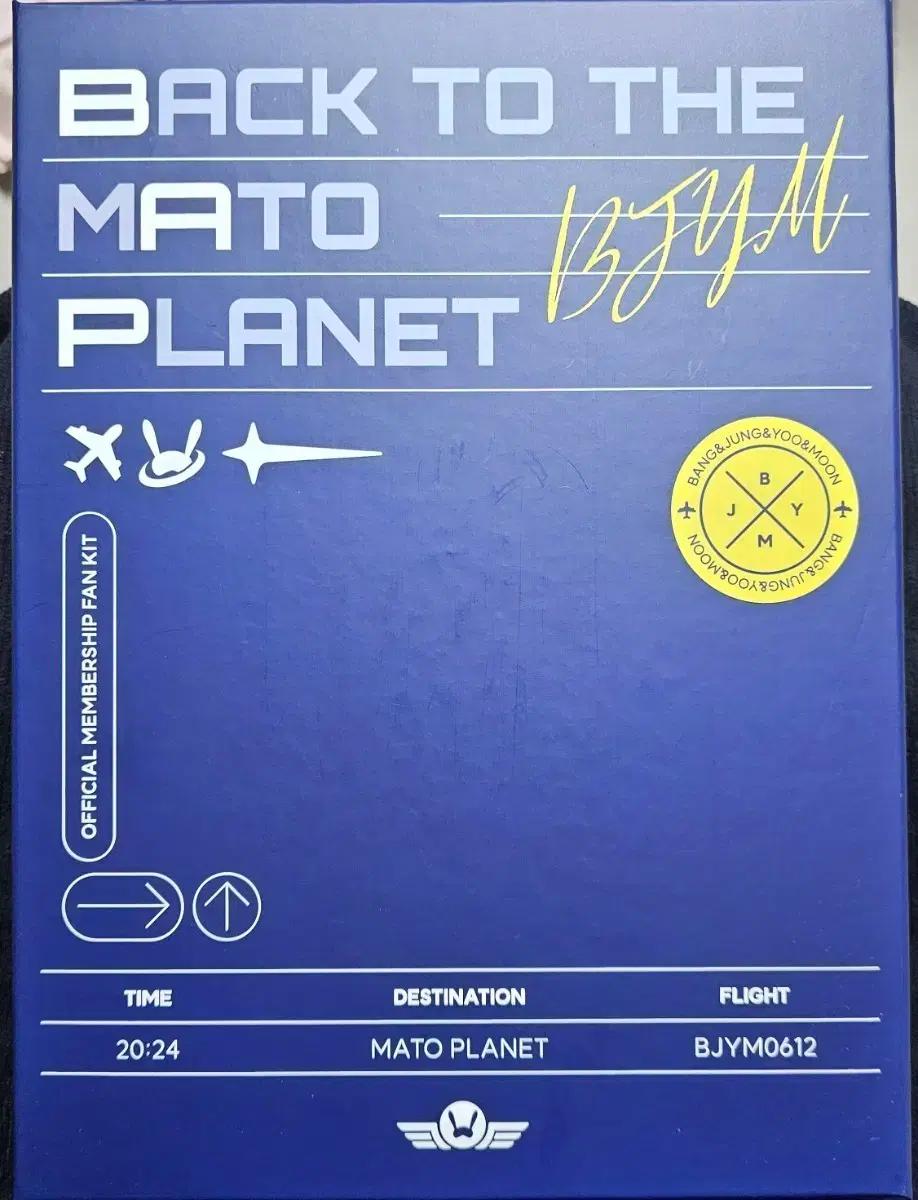 BACK TO THE
MATO
BJYM
PLANET
BANG&JUNG&YOO&MOON
B
J Y
M
BANG&JUNG&YOO&MOON
OFFICIAL MEMBERSHIP FAN KIT
TIME DESTINATION FLIGHT
20:24 MATO PLANET BJYM0612